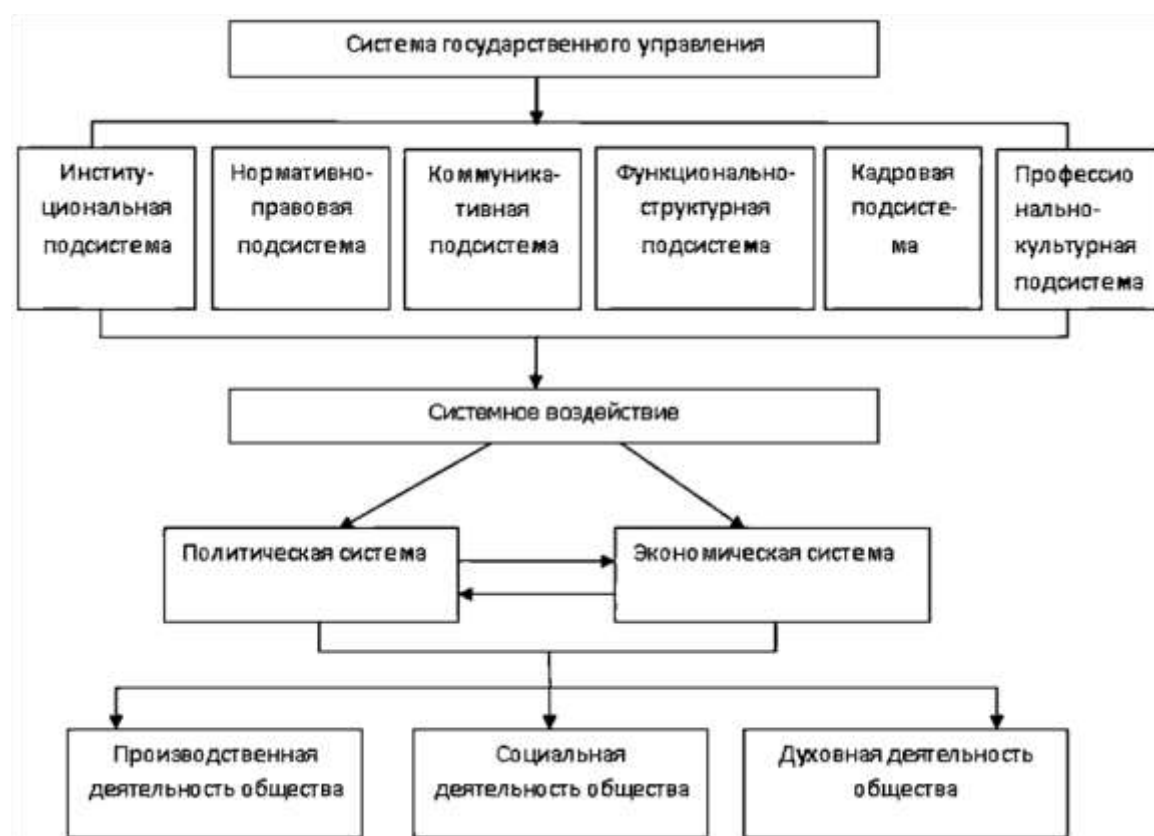 Система государственного управления
Институ-
циональная
подсистема
Нормативно-
правовая
подсистема
Коммуника-
тивная
подсистема
Функционально-
структурная
подсистема
Кадровая
подсисте-
ма
Профессио
нально-
культурная
подсистема
Системное воздействие
Политическая система
Экономическая система
Производственная
деятельность общества
Социальная
деятельность общества
Духовная деятельность
общества